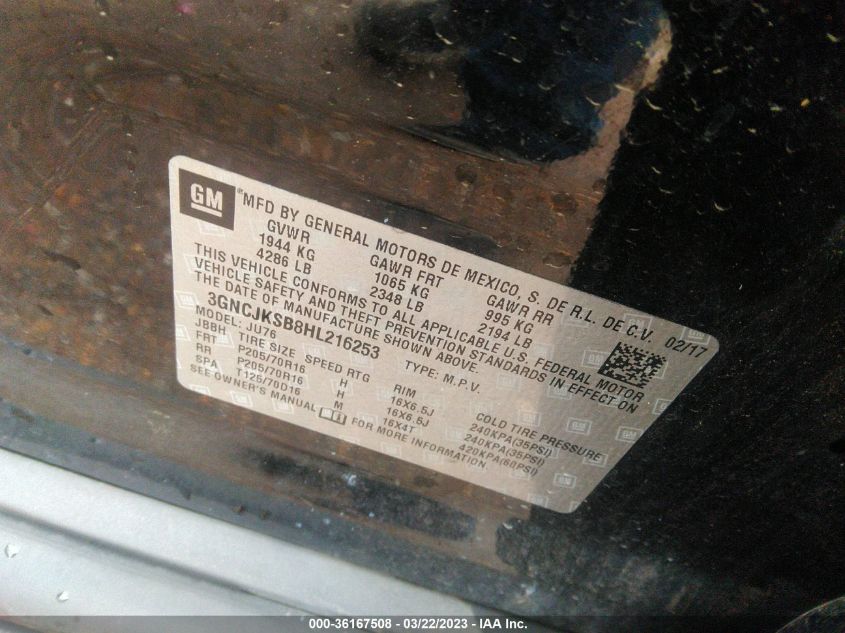 GM
®MFD BY GENERAL MOTORS DE MEXICO, S. DE R.L. DE C.V. 02/17
GVWR GAWR FRT GAWR RR
1944 KG 1065 KG 995 KG
4286 LB 2348 LB 2194 LB
THIS VEHICLE CONFORMS TO ALL APPLICABLE U.S. FEDERAL MOTOR
VEHICLE SAFETY AND THEFT PREVENTION STANDARDS IN EFFECT ON
THE DATE OF MANUFACTURE SHOWN ABOVE.
3GNCJKSB8HL216253 TYPE: M.P.V.
JBBH MODEL: JU76
TIRE SIZE SPEED RTG RIM COLD TIRE PRESSURE
FRT P205/70R16 H 16X6.5J 240KPA(35PSI)
RR P205/70R16 H 16X6.5J 240KPA(35PSI)
SPA T125/70D16 M 16X4T 420KPA(60PSI)
SEE OWNER'S MANUAL FOR MORE INFORMATION
000-36167508 - 03/22/2023 - IAA Inc.